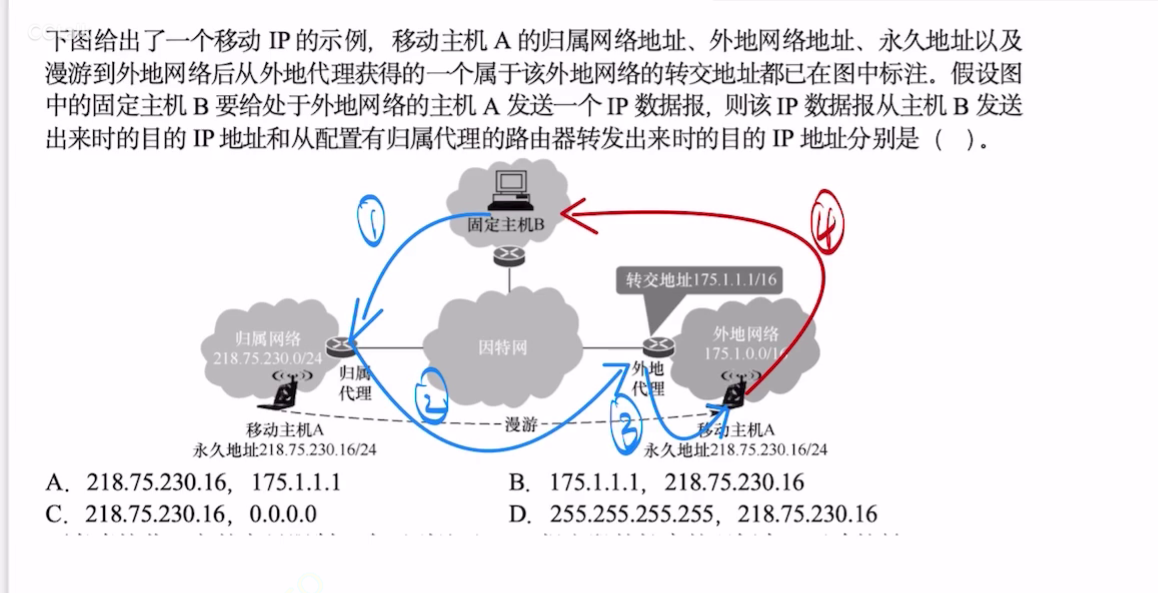 下图给出了一个移动 IP 的示例，移动主机 A 的归属网络地址、外地网络地址、永久地址以及
漫游到外地网络后从外地代理获得的一个属于该外地网络的转交地址都已在图中标注。假设图
中的固定主机 B 要给处于外地网络的主机 A 发送一个 IP 数据报，则该 IP 数据报从主机 B 发送
出来时的目的 IP 地址和从配置有归属代理的路由器转发出来时的目的 IP 地址分别是（ ）。
①
固定主机B
④
转交地址175.1.1.1/16
归属网络
218.75.230.0/24
归属
代理
因特网
外地网络
175.1.0.0/16
外地
代理
②
漫游
③
移动主机A
永久地址218.75.230.16/24
移动主机A
永久地址218.75.230.16/24
A. 218.75.230.16，175.1.1.1
B. 175.1.1.1，218.75.230.16
C. 218.75.230.16，0.0.0.0
D. 255.255.255.255，218.75.230.16